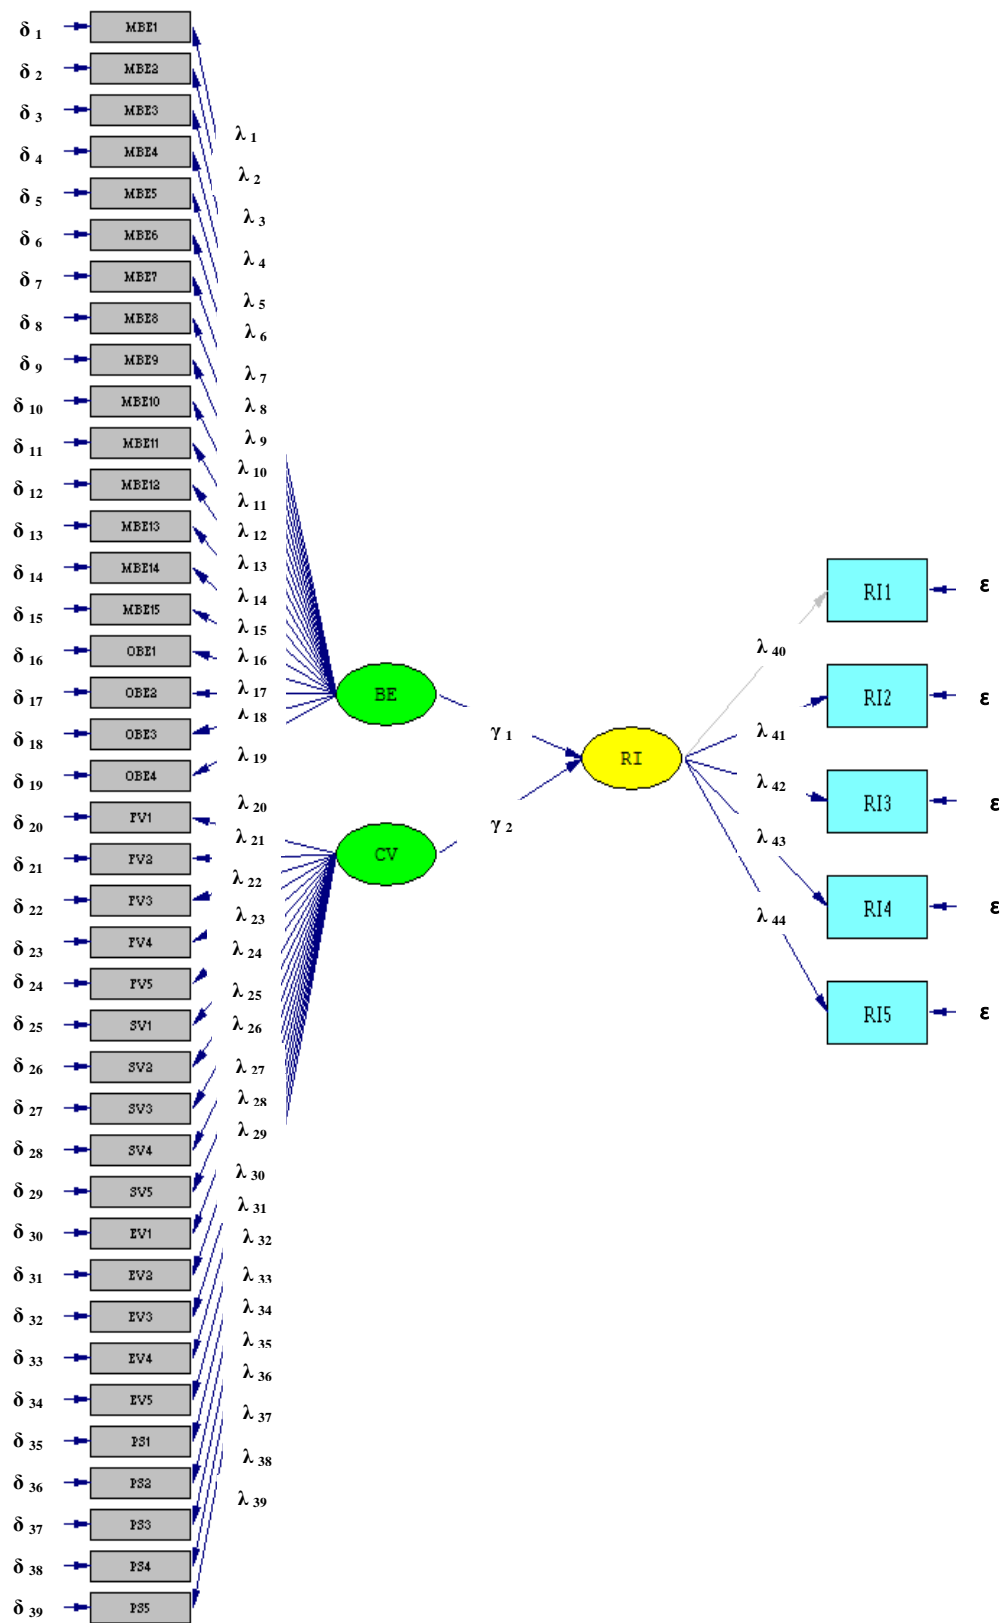 δ 1 MBE1
δ 2 MBE2
δ 3 MBE3
λ 1
δ 4 MBE4
λ 2
δ 5 MBE5
λ 3
δ 6 MBE6
λ 4
δ 7 MBE7
λ 5
δ 8 MBE8
λ 6
δ 9 MBE9
λ 7
δ 10 MBE10
λ 8
δ 11 MBE11
λ 9
λ 10
δ 12 MBE12
λ 11
δ 13 MBE13
λ 12
δ 14 MBE14
λ 13
RI1 ε
δ 15 MBE15
λ 14
λ 15
δ 16 OBE1
λ 16
λ 40
δ 17 OBE2
λ 17
BE
RI2 ε
λ 18
δ 18 OBE3
γ 1
λ 41
λ 19
RI
δ 19 OBE4
λ 42
RI3 ε
δ 20 FV1
λ 20
γ 2
λ 21
λ 43
δ 21 FV2
CV
λ 22
δ 22 FV3
RI4 ε
λ 23
λ 44
δ 23 FV4
λ 24
δ 24 FV5
λ 25
RI5 ε
δ 25 SV1
λ 26
δ 26 SV2
λ 27
δ 27 SV3
λ 28
λ 29
δ 28 SV4
λ 30
δ 29 SV5
λ 31
δ 30 EV1
λ 32
δ 31 EV2
λ 33
δ 32 EV3
λ 34
λ 35
δ 33 EV4
λ 36
δ 34 EV5
λ 37
δ 35 PS1
λ 38
δ 36 PS2
λ 39
δ 37 PS3
δ 38 PS4
δ 39 PS5